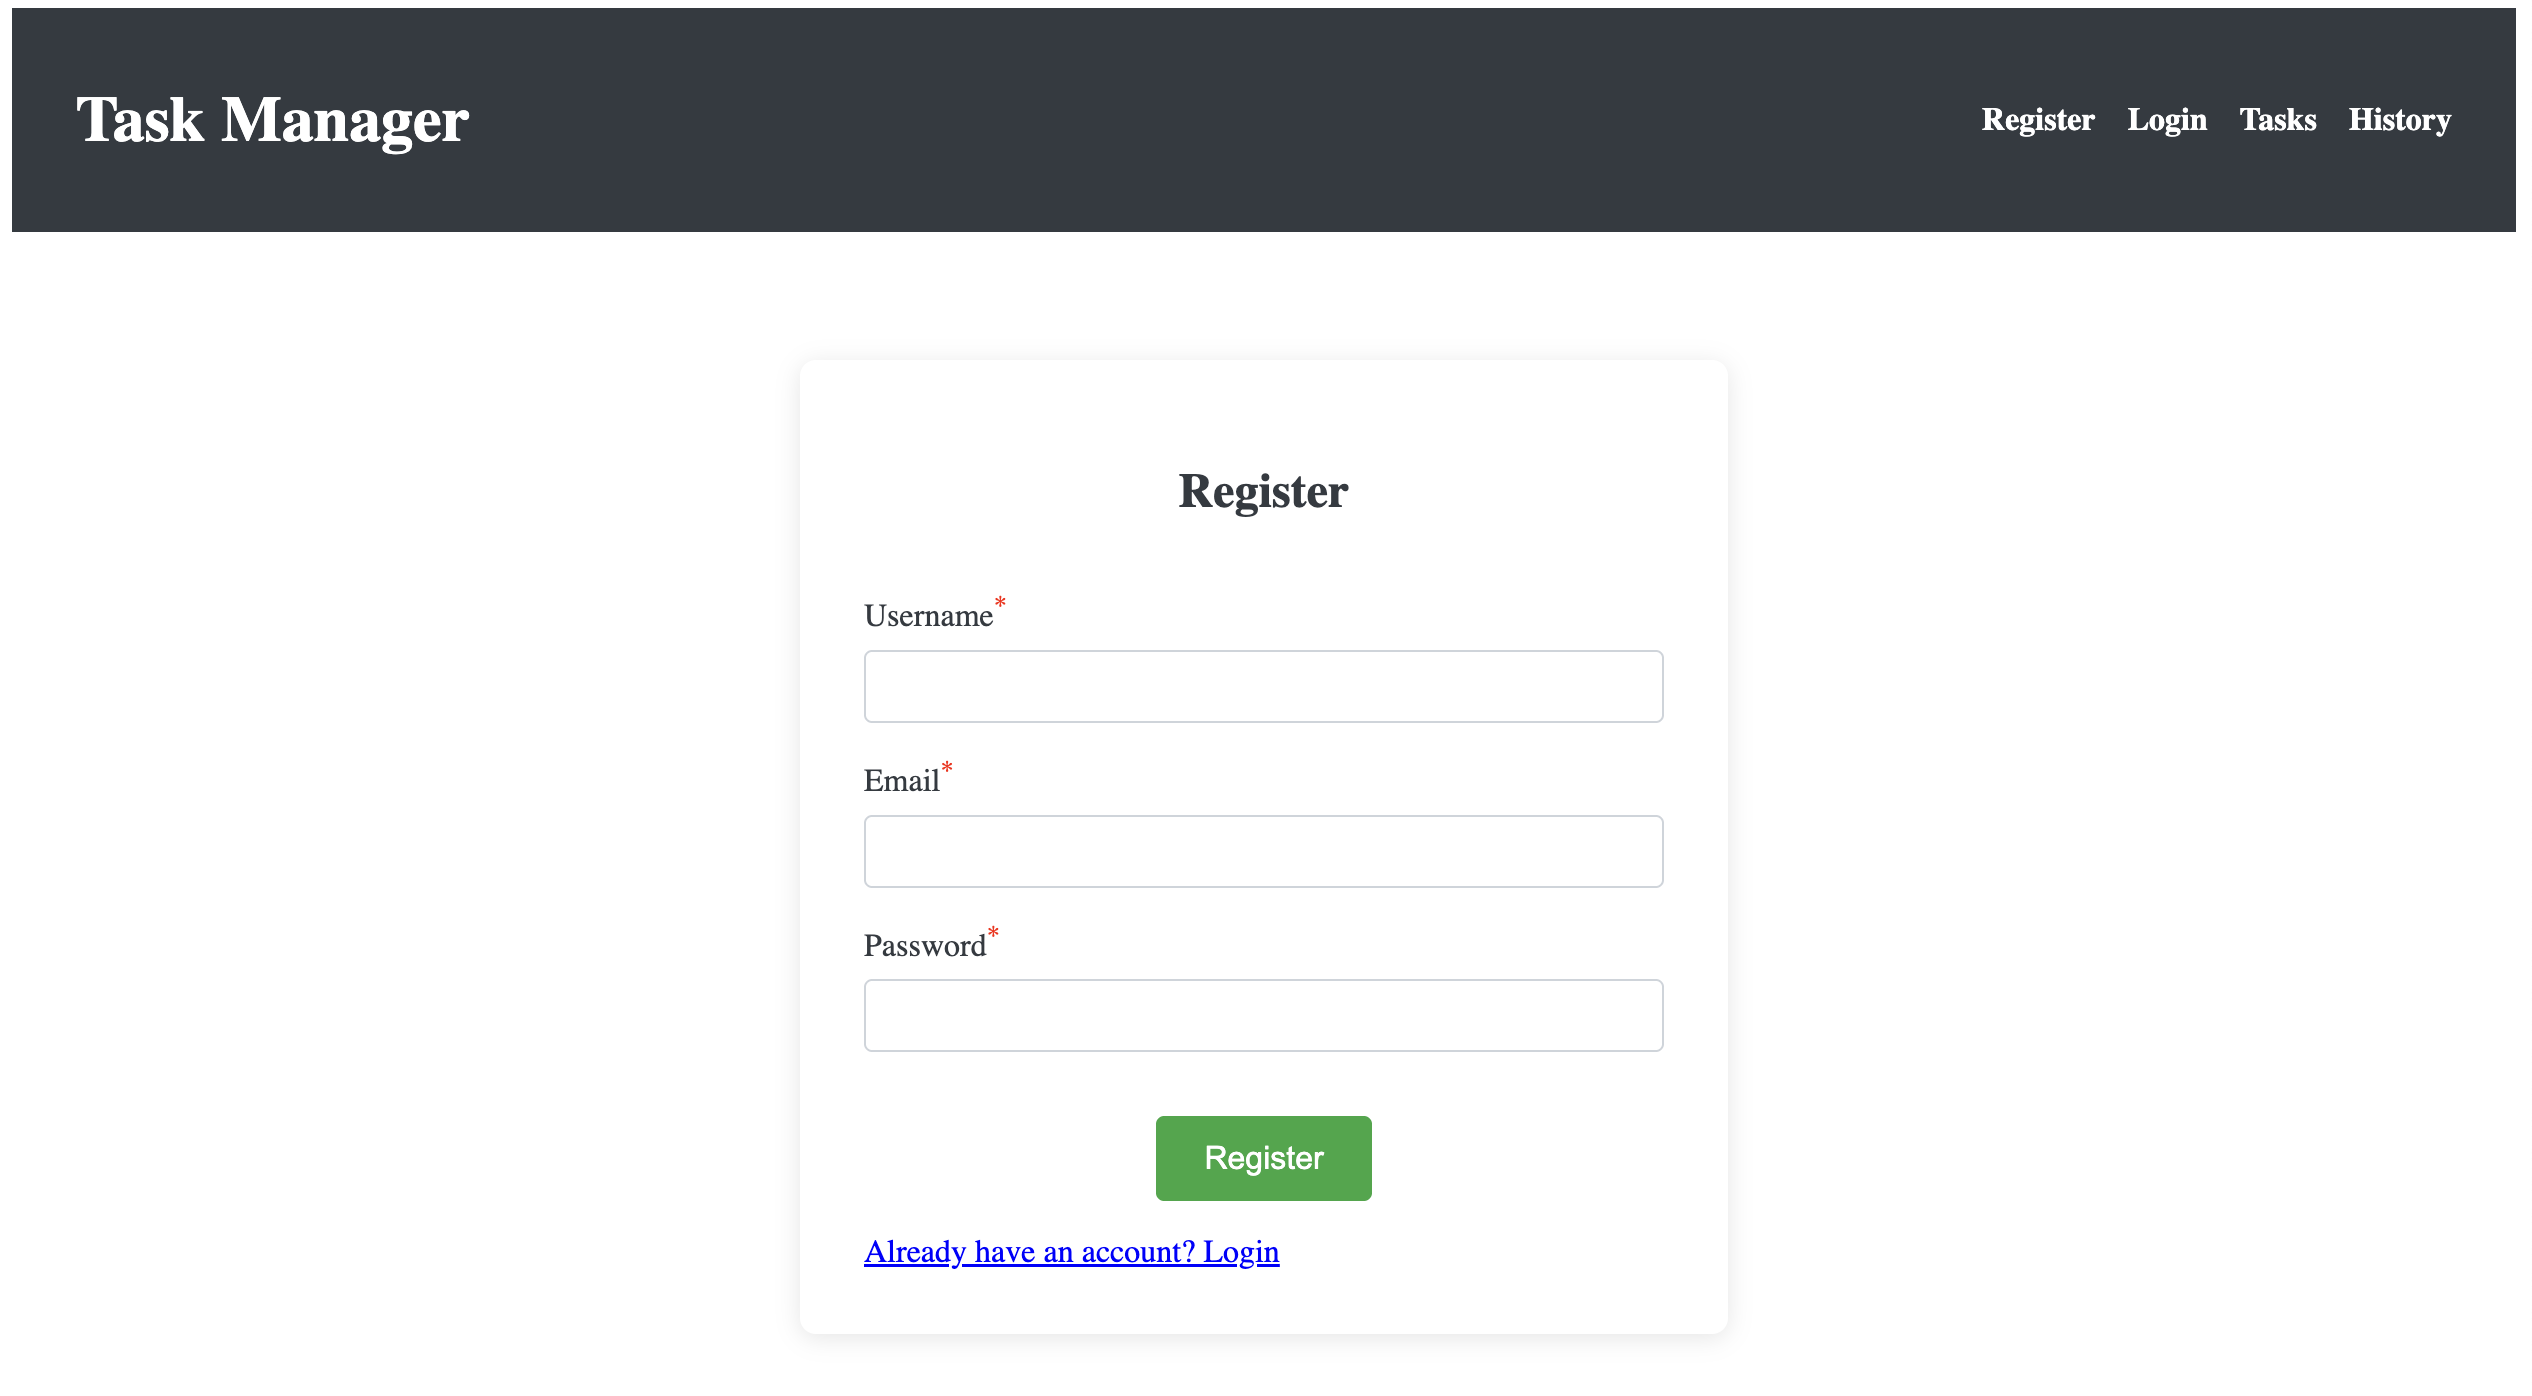 Task Manager
Register Login Tasks History
Register
Username*
Email*
Password*
Register
Already have an account? Login